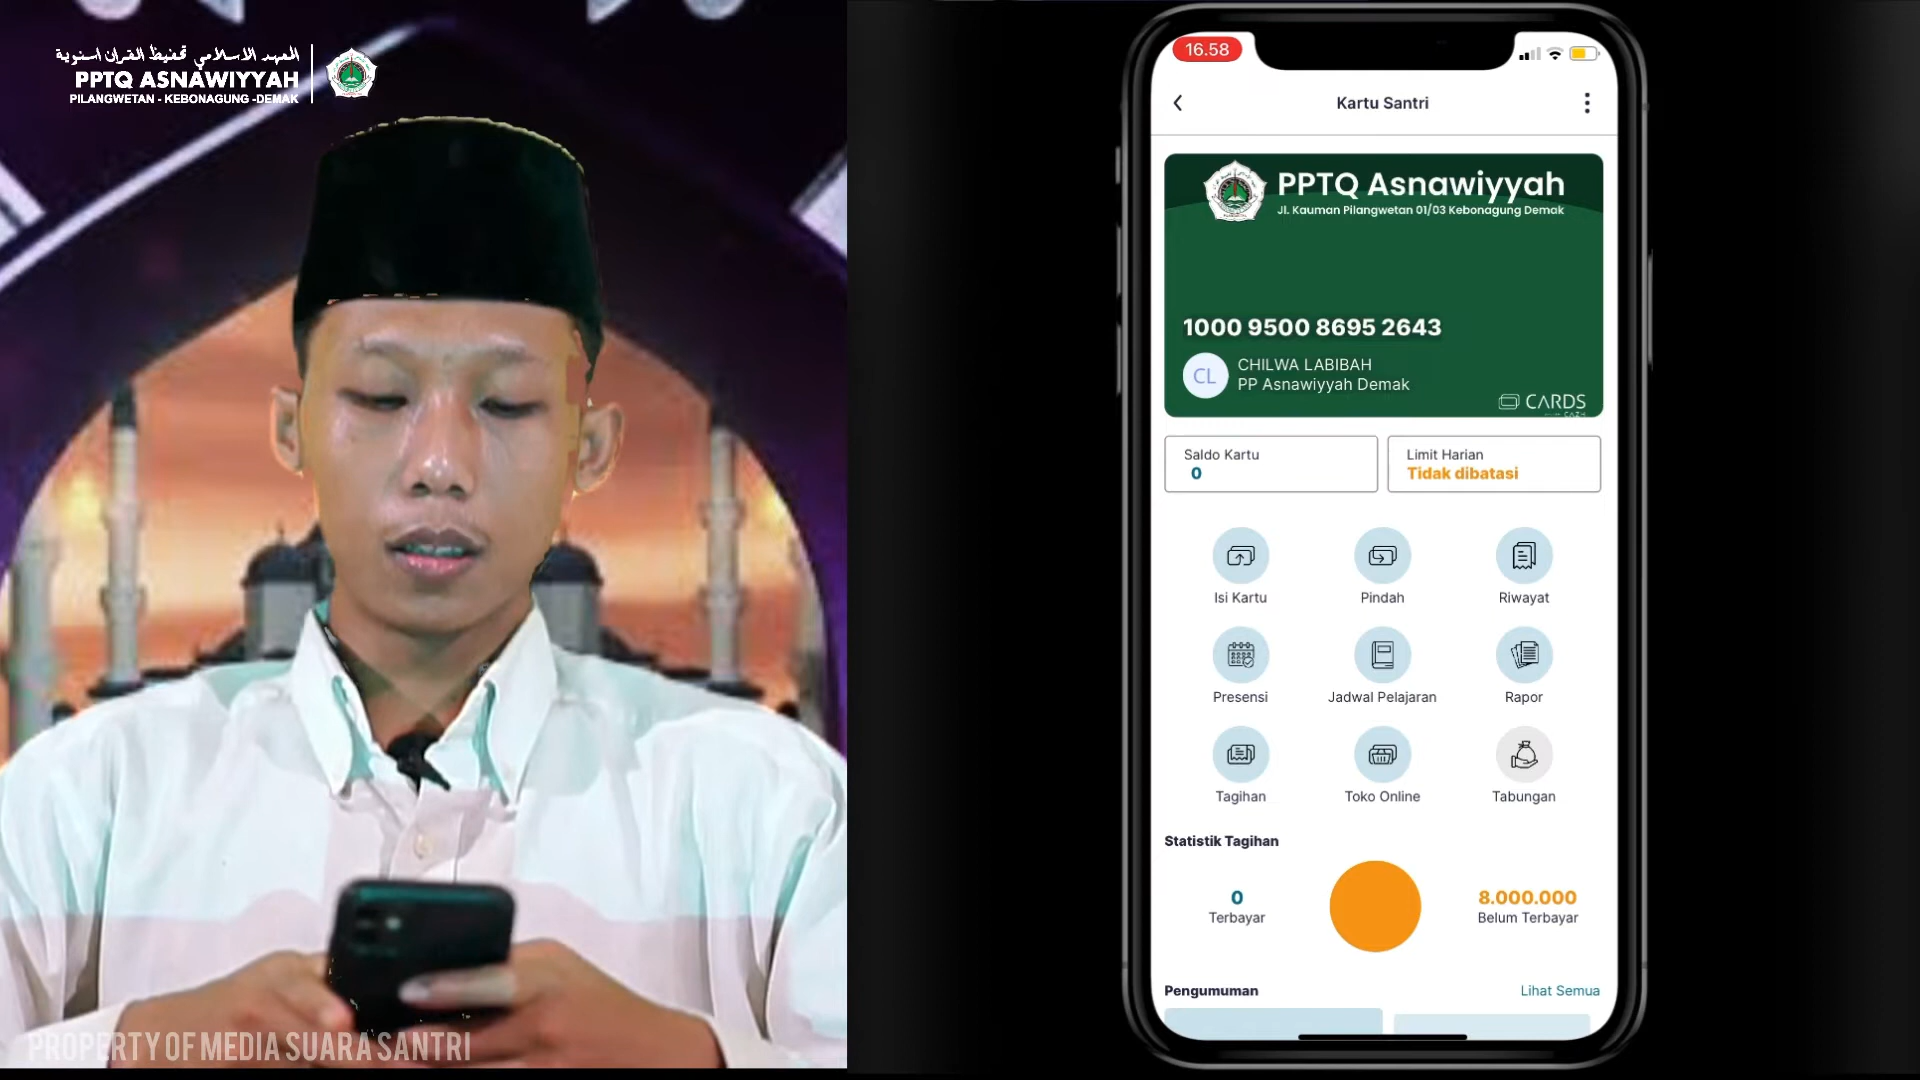 المعهد الاسلامي تحفيظ القران اسنوية
PPTQ ASNAWIYYAH
PILANGWETAN - KEBONAGUNG -DEMAK
PROPERTY OF MEDIA SUARA SANTRI
16.58
Kartu Santri
PPTQ Asnawiyyah
Jl. Kauman Pilangwetan 01/03 Kebonagung Demak
1000 9500 8695 2643
CL
CHILWA LABIBAH
PP Asnawiyyah Demak
CARDS
Saldo Kartu
0
Limit Harian
Tidak dibatasi
Isi Kartu
Pindah
Riwayat
Presensi
Jadwal Pelajaran
Rapor
Tagihan
Toko Online
Tabungan
Statistik Tagihan
0
Terbayar
8.000.000
Belum Terbayar
Pengumuman
Lihat Semua